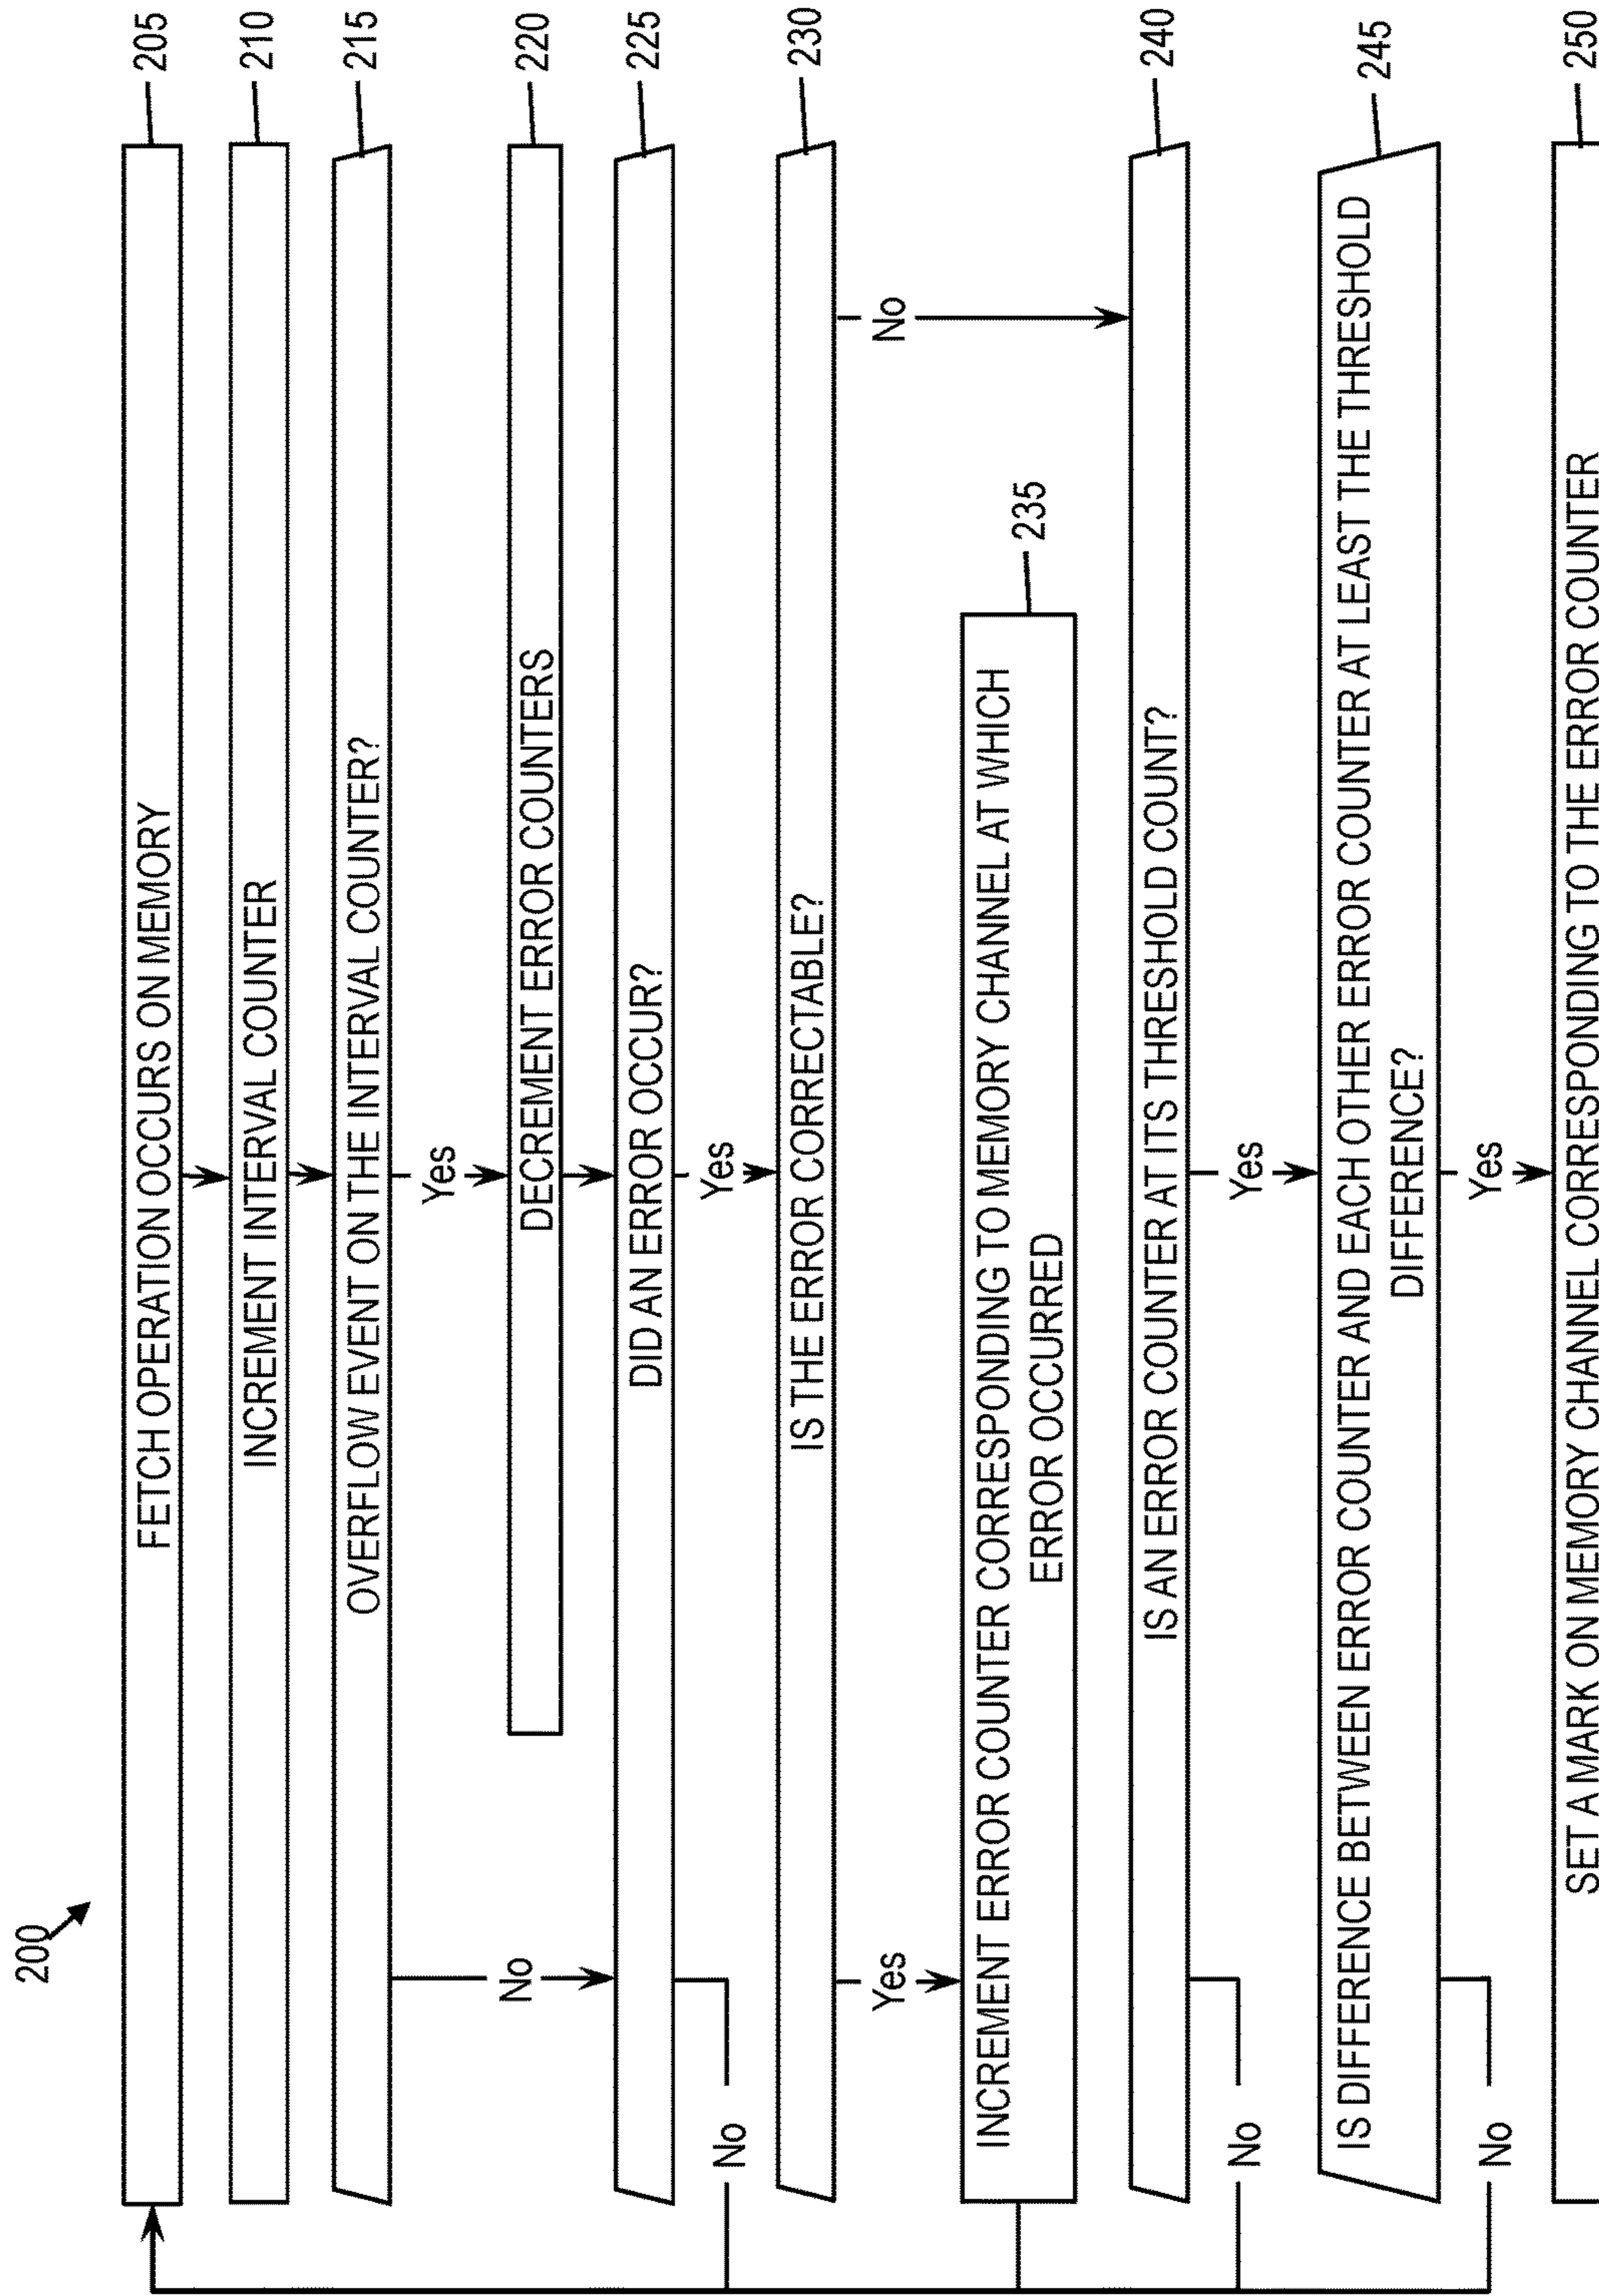 200
FETCH OPERATION OCCURS ON MEMORY
205
INCREMENT INTERVAL COUNTER
210
OVERFLOW EVENT ON THE INTERVAL COUNTER?
215
No
Yes
DECREMENT ERROR COUNTERS
220
DID AN ERROR OCCUR?
225
No
Yes
IS THE ERROR CORRECTABLE?
230
Yes
No
INCREMENT ERROR COUNTER CORRESPONDING TO MEMORY CHANNEL AT WHICH
ERROR OCCURRED
235
IS AN ERROR COUNTER AT ITS THRESHOLD COUNT?
240
No
Yes
IS DIFFERENCE BETWEEN ERROR COUNTER AND EACH OTHER ERROR COUNTER AT LEAST THE THRESHOLD
DIFFERENCE?
245
No
Yes
SET A MARK ON MEMORY CHANNEL CORRESPONDING TO THE ERROR COUNTER
250